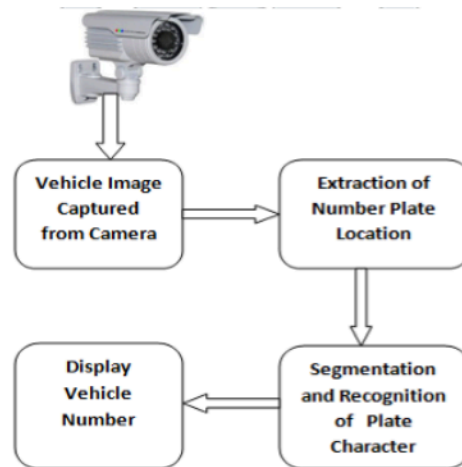 Vehicle Image
Captured
from Camera
Extraction of
Number Plate
Location
Segmentation
and Recognition
of Plate
Character
Display
Vehicle
Number